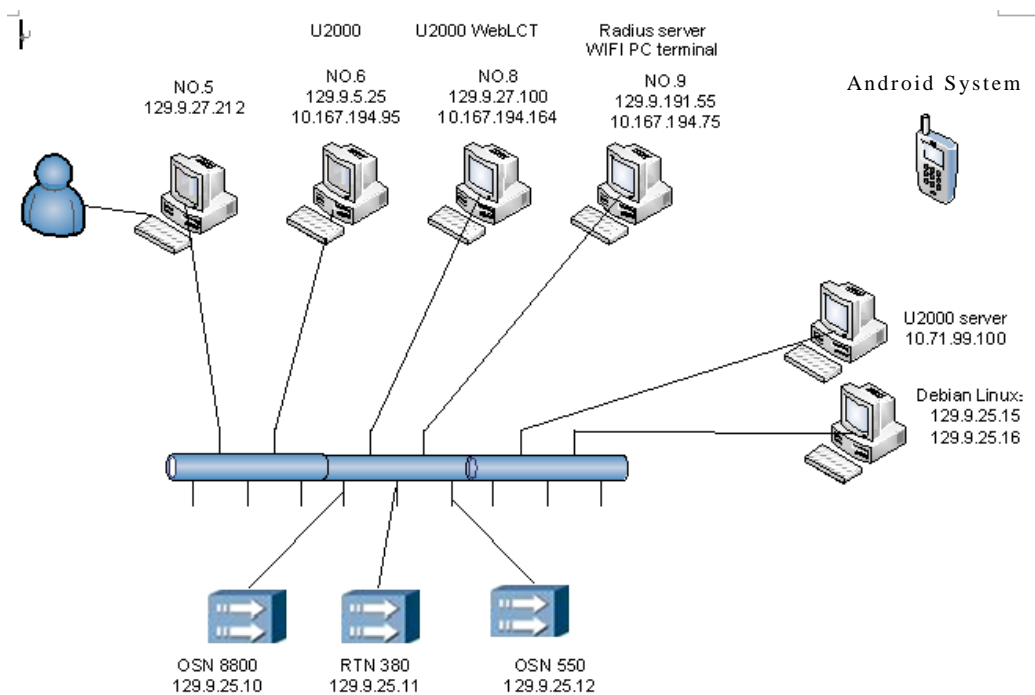 U2000
U2000 WebLCT
Radius server
WIFI PC terminal
NO.5
129.9.27.212
NO.6
129.9.5.25
10.167.194.95
NO.8
129.9.27.100
10.167.194.164
NO.9
129.9.191.55
10.167.194.75
Android System
U2000 server
10.71.99.100
Debian Linux:
129.9.25.15
129.9.25.16
OSN 8800
129.9.25.10
RTN 380
129.9.25.11
OSN 550
129.9.25.12